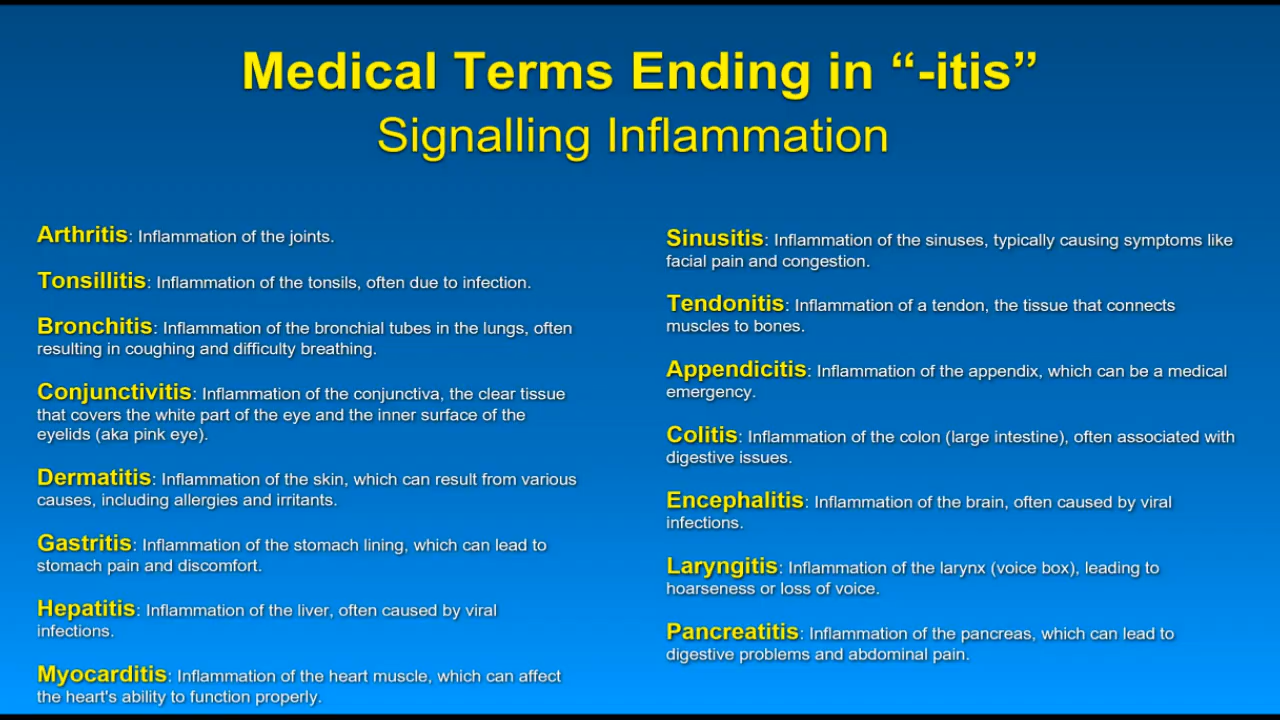 Medical Terms Ending in “-itis”
Signalling Inflammation
Arthritis: Inflammation of the joints.
Tonsillitis: Inflammation of the tonsils, often due to infection.
Bronchitis: Inflammation of the bronchial tubes in the lungs, often
resulting in coughing and difficulty breathing.
Conjunctivitis: Inflammation of the conjunctiva, the clear tissue
that covers the white part of the eye and the inner surface of the
eyelids (aka pink eye).
Dermatitis: Inflammation of the skin, which can result from various
causes, including allergies and irritants.
Gastritis: Inflammation of the stomach lining, which can lead to
stomach pain and discomfort.
Hepatitis: Inflammation of the liver, often caused by viral
infections.
Myocarditis: Inflammation of the heart muscle, which can affect
the heart's ability to function properly.
Sinusitis: Inflammation of the sinuses, typically causing symptoms like
facial pain and congestion.
Tendonitis: Inflammation of a tendon, the tissue that connects
muscles to bones.
Appendicitis: Inflammation of the appendix, which can be a medical
emergency.
Colitis: Inflammation of the colon (large intestine), often associated with
digestive issues.
Encephalitis: Inflammation of the brain, often caused by viral
infections.
Laryngitis: Inflammation of the larynx (voice box), leading to
hoarseness or loss of voice.
Pancreatitis: Inflammation of the pancreas, which can lead to
digestive problems and abdominal pain.